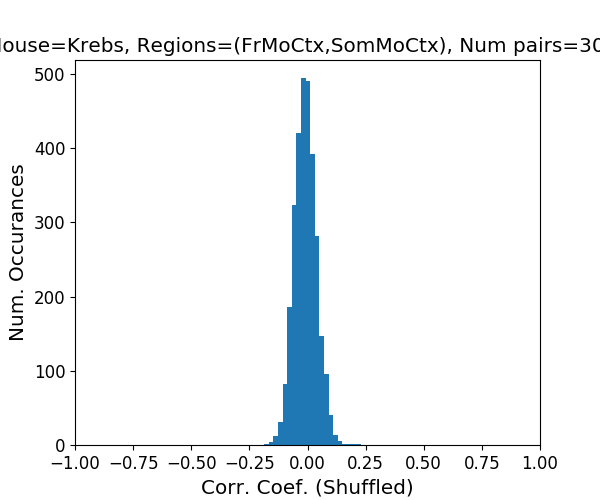 ouse=Krebs, Regions=(FrMoCtx,SomMoCtx), Num pairs=30
500
400
300
200
100
0
Num. Occurances
−1.00 −0.75 −0.50 −0.25 0.00 0.25 0.50 0.75 1.00
Corr. Coef. (Shuffled)